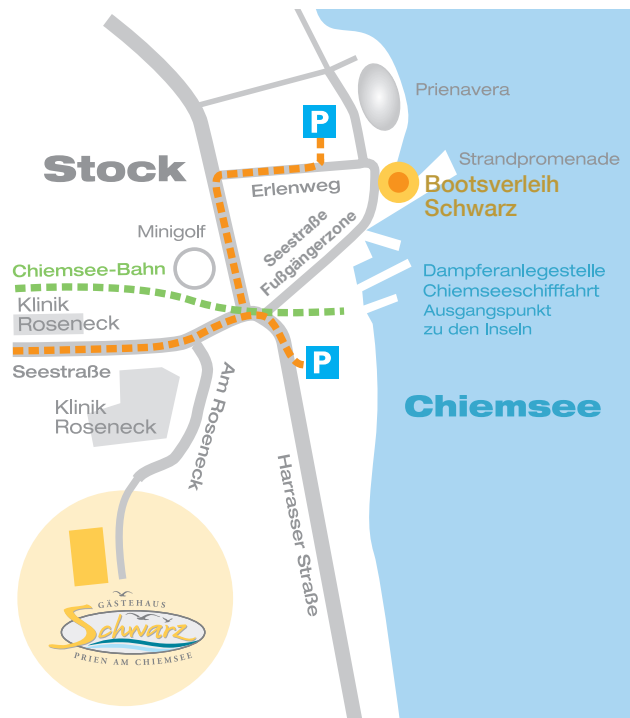 Prienavera
P
Stock
Strandpromenade
Bootsverleih
Schwarz
Erlenweg
Seestraße
Fußgängerzone
Minigolf
Chiemsee-Bahn
Dampferanlegestelle
Chiemseeschifffahrt
Ausgangspunkt
zu den Inseln
Klinik
Roseneck
P
Seestraße
Am Roseneck
Klinik
Roseneck
Chiemsee
Harrasser Straße
GÄSTEHAUS
Schwarz
PRIEN AM CHIEMSEE